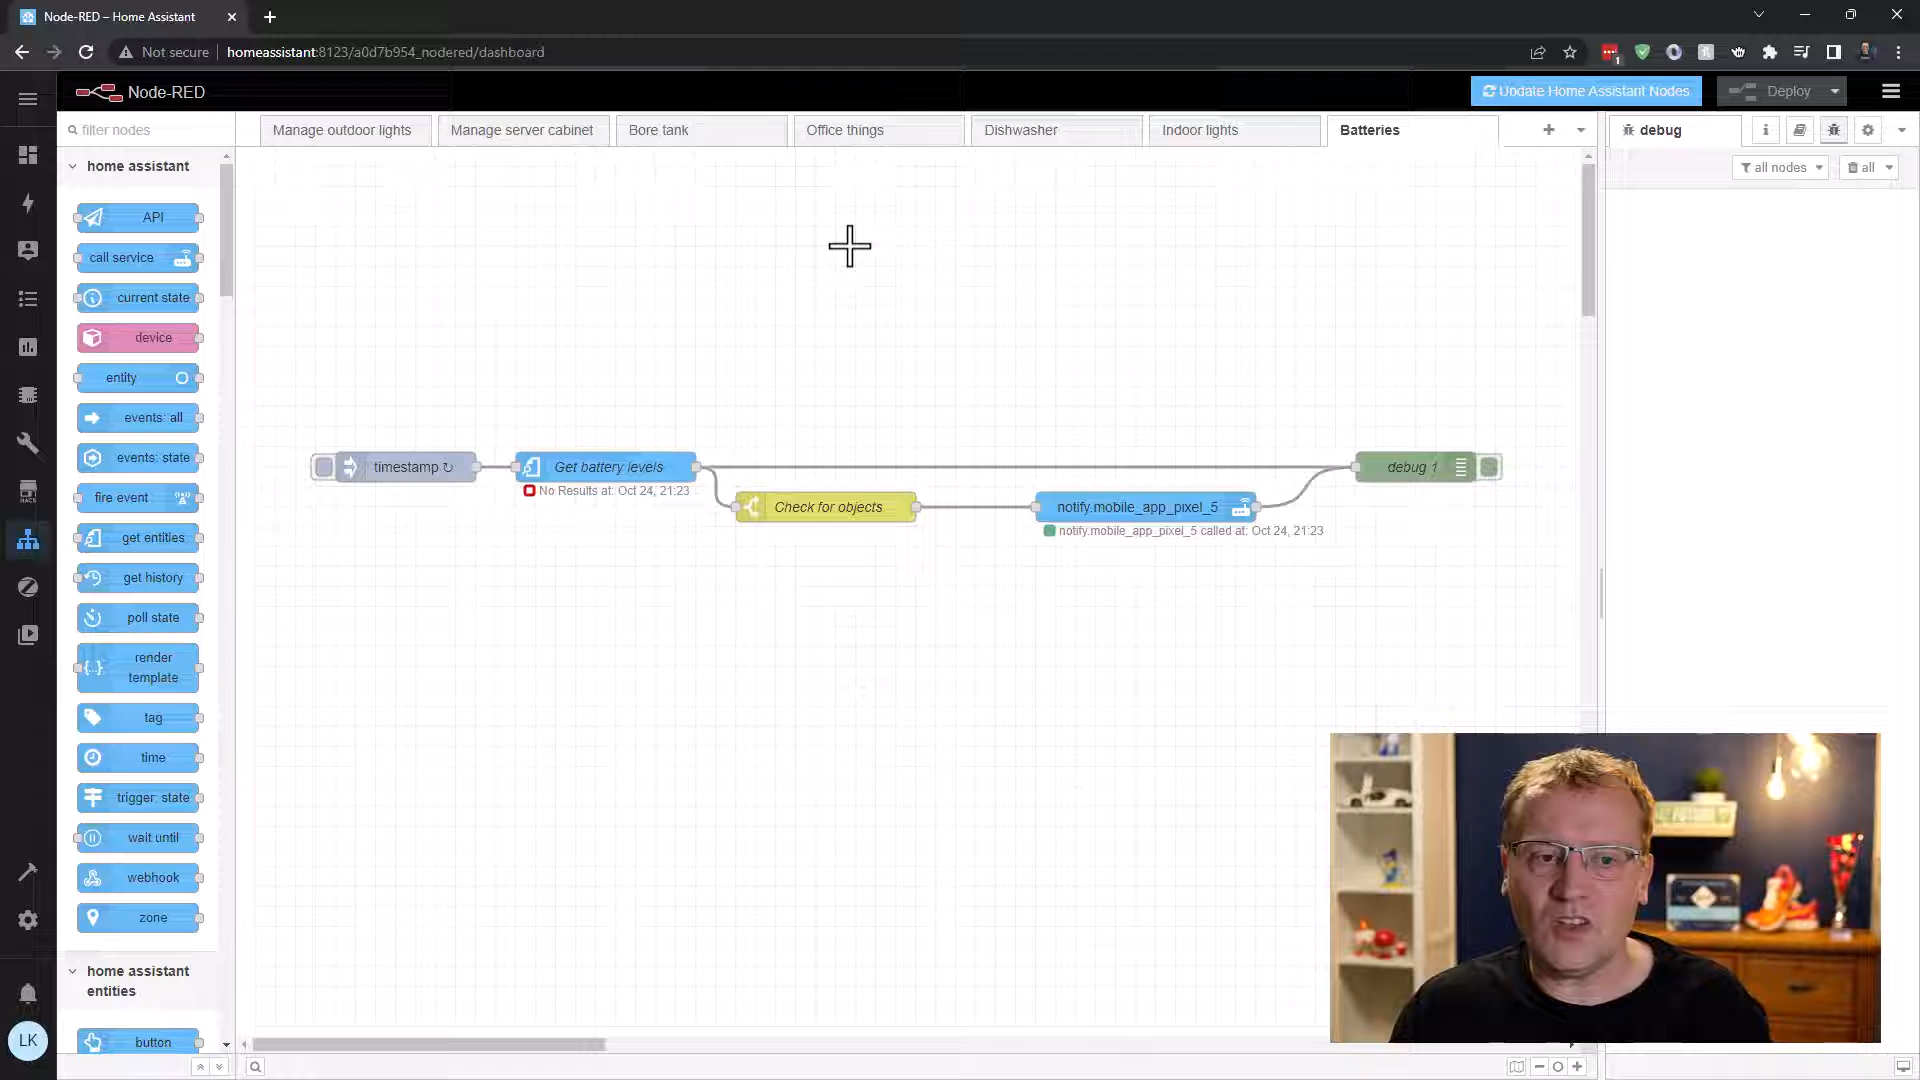 Node-RED – Home Assistant
Not secure
homeassistant:8123/a0d7b954_nodered/dashboard
1
Node-RED
Update Home Assistant Nodes
Deploy
filter nodes
Manage outdoor lights
Manage server cabinet
Bore tank
Office things
Dishwasher
Indoor lights
Batteries
debug
all nodes
all
home assistant
API
call service
current state
device
entity
events: all
events: state
fire event
get entities
get history
poll state
render
template
tag
time
trigger: state
wait until
webhook
zone
home assistant
entities
button
HACS
LK
timestamp ↻
Get battery levels
No Results at: Oct 24, 21:23
Check for objects
notify.mobile_app_pixel_5
notify.mobile_app_pixel_5 called at: Oct 24, 21:23
debug 1